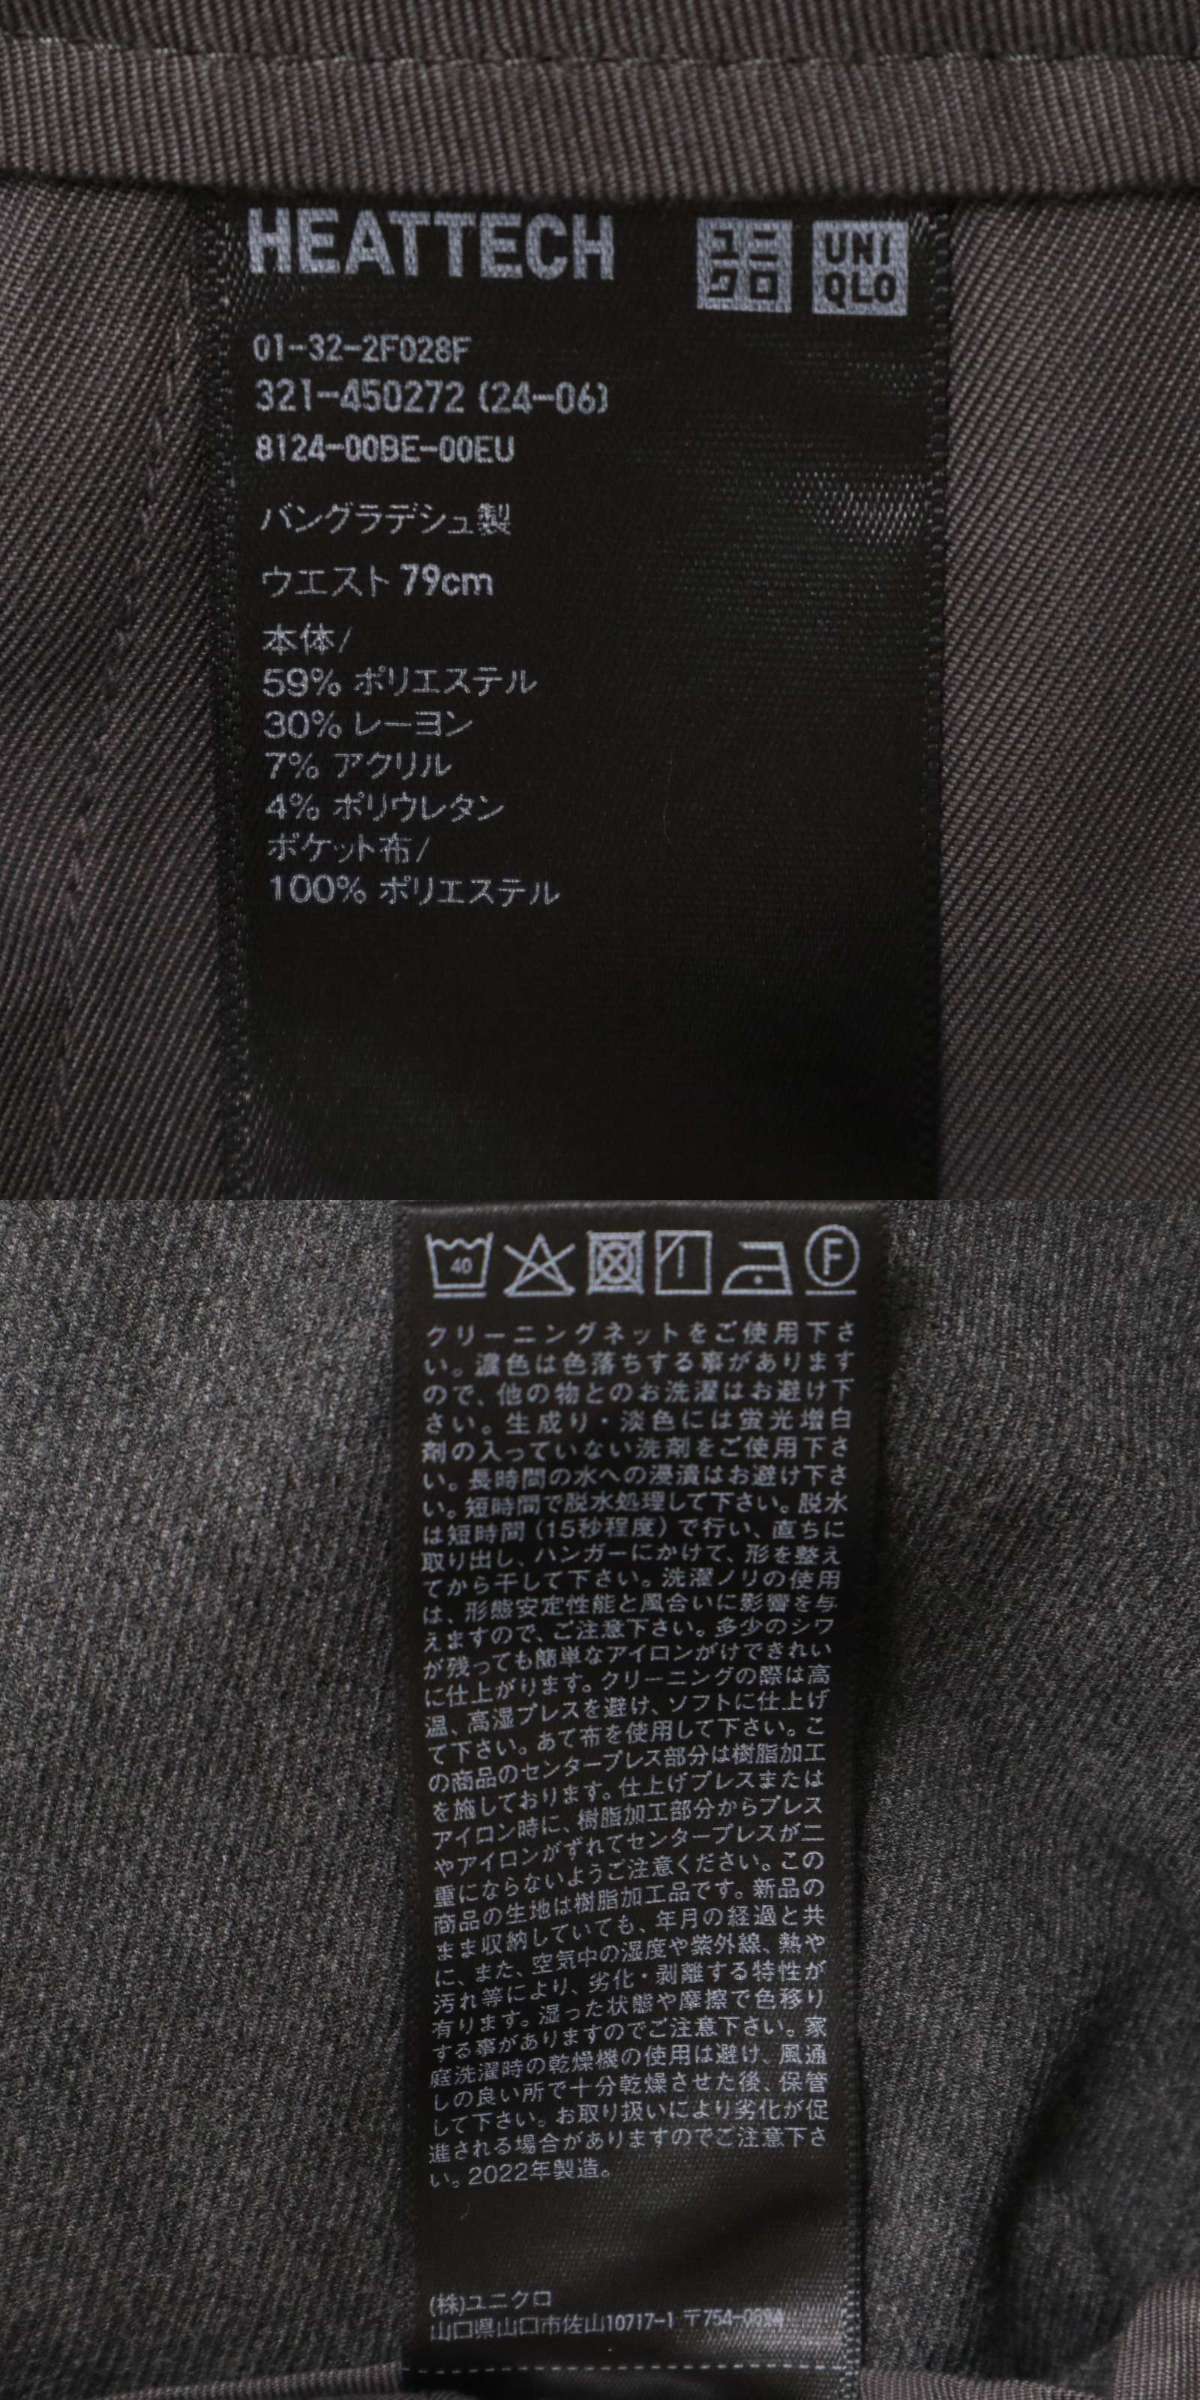 HEATTECH
ユニクロ
UNIQLO
01-32-2F028F
321-450272 (24-06)
8124-00BE-00EU
バングラデシュ製
ウエスト 79cm
本体/
59% ポリエステル
30% レーヨン
7% アクリル
4% ポリウレタン
ポケット布/
100% ポリエステル
40
F
クリーニングネットをご使用下さ
い。濃色は色落ちする事があります
ので、他の物とのお洗濯はお避け下
さい。生成り・淡色には蛍光増白
剤の入っていない洗剤をご使用下さ
い。長時間の水への浸漬はお避け下さ
い。短時間で脱水処理して下さい。脱水
は短時間(15秒程度)で行い、直ちに
取り出し、ハンガーにかけて、形を整え
てから干して下さい。洗濯ノリの使用
は、形態安定性能と風合いに影響を与
えますので、ご注意下さい。多少のシワ
が残っても簡単なアイロンがけできれい
に仕上がります。クリーニングの際は高
温、高湿プレスを避け、ソフトに仕上げ
て下さい。あて布を使用して下さい。こ
の商品のセンタープレス部分は樹脂加工
を施しております。仕上げプレスまたは
アイロン時に、樹脂加工部分からプレス
やアイロンがずれてセンタープレスが二
重にならないようご注意ください。この
商品の生地は樹脂加工品です。新品の
まま収納していても、年月の経過と共
に、また、空気中の湿度や紫外線、熱や
汚れ等により、劣化・剥離する特性が
有ります。湿った状態や摩擦で色移り
する事がありますのでご注意下さい。家
庭洗濯時の乾燥機の使用は避け、風通
しの良い所で十分乾燥させた後、保管
して下さい。お取り扱いにより劣化が促
進される場合がありますのでご注意下さ
い。2022年製造。
(株)ユニクロ
山口県山口市佐山10717-1 〒754-0894